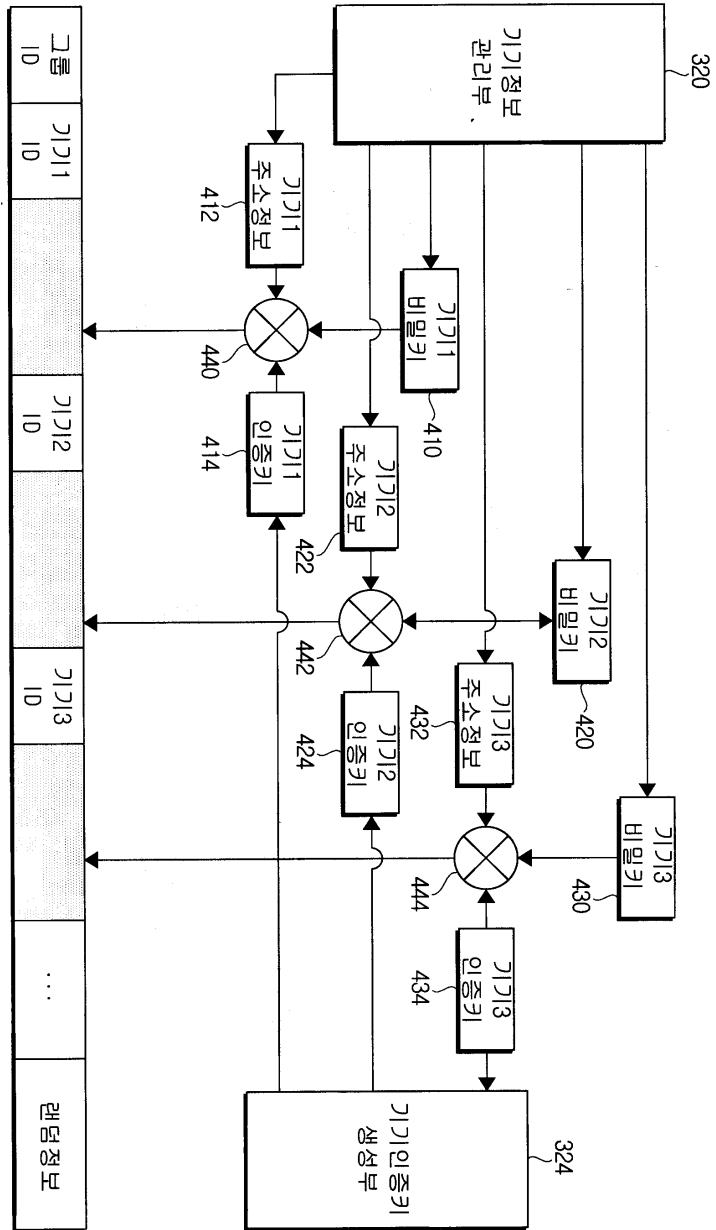 320
기기정보
관리부
기기1
주소정보
412
기기1
비밀키
410
440
기기1
인증키
414
기기2
주소정보
422
기기2
비밀키
420
442
기기2
인증키
424
기기3
주소정보
432
기기3
비밀키
430
444
기기3
인증키
434
기기인증키
생성부
324
그룹
ID
기기1
ID
기기2
ID
기기3
ID
...
랜덤정보